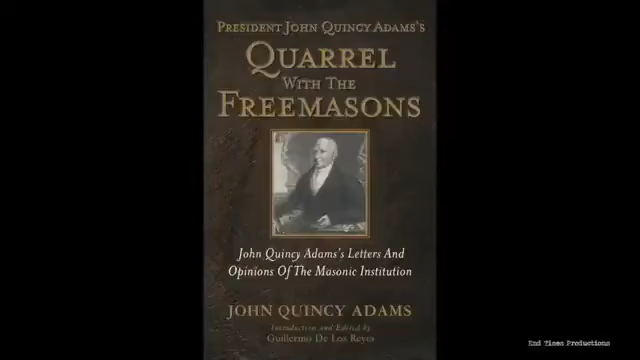 PRESIDENT JOHN QUINCY ADAMS'S
QUARREL
WITH THE
FREEMASONS
John Quincy Adams's Letters And
Opinions Of The Masonic Institution
JOHN QUINCY ADAMS
Introduction and Edited by
Guillermo De Los Reyes
End Times Productions